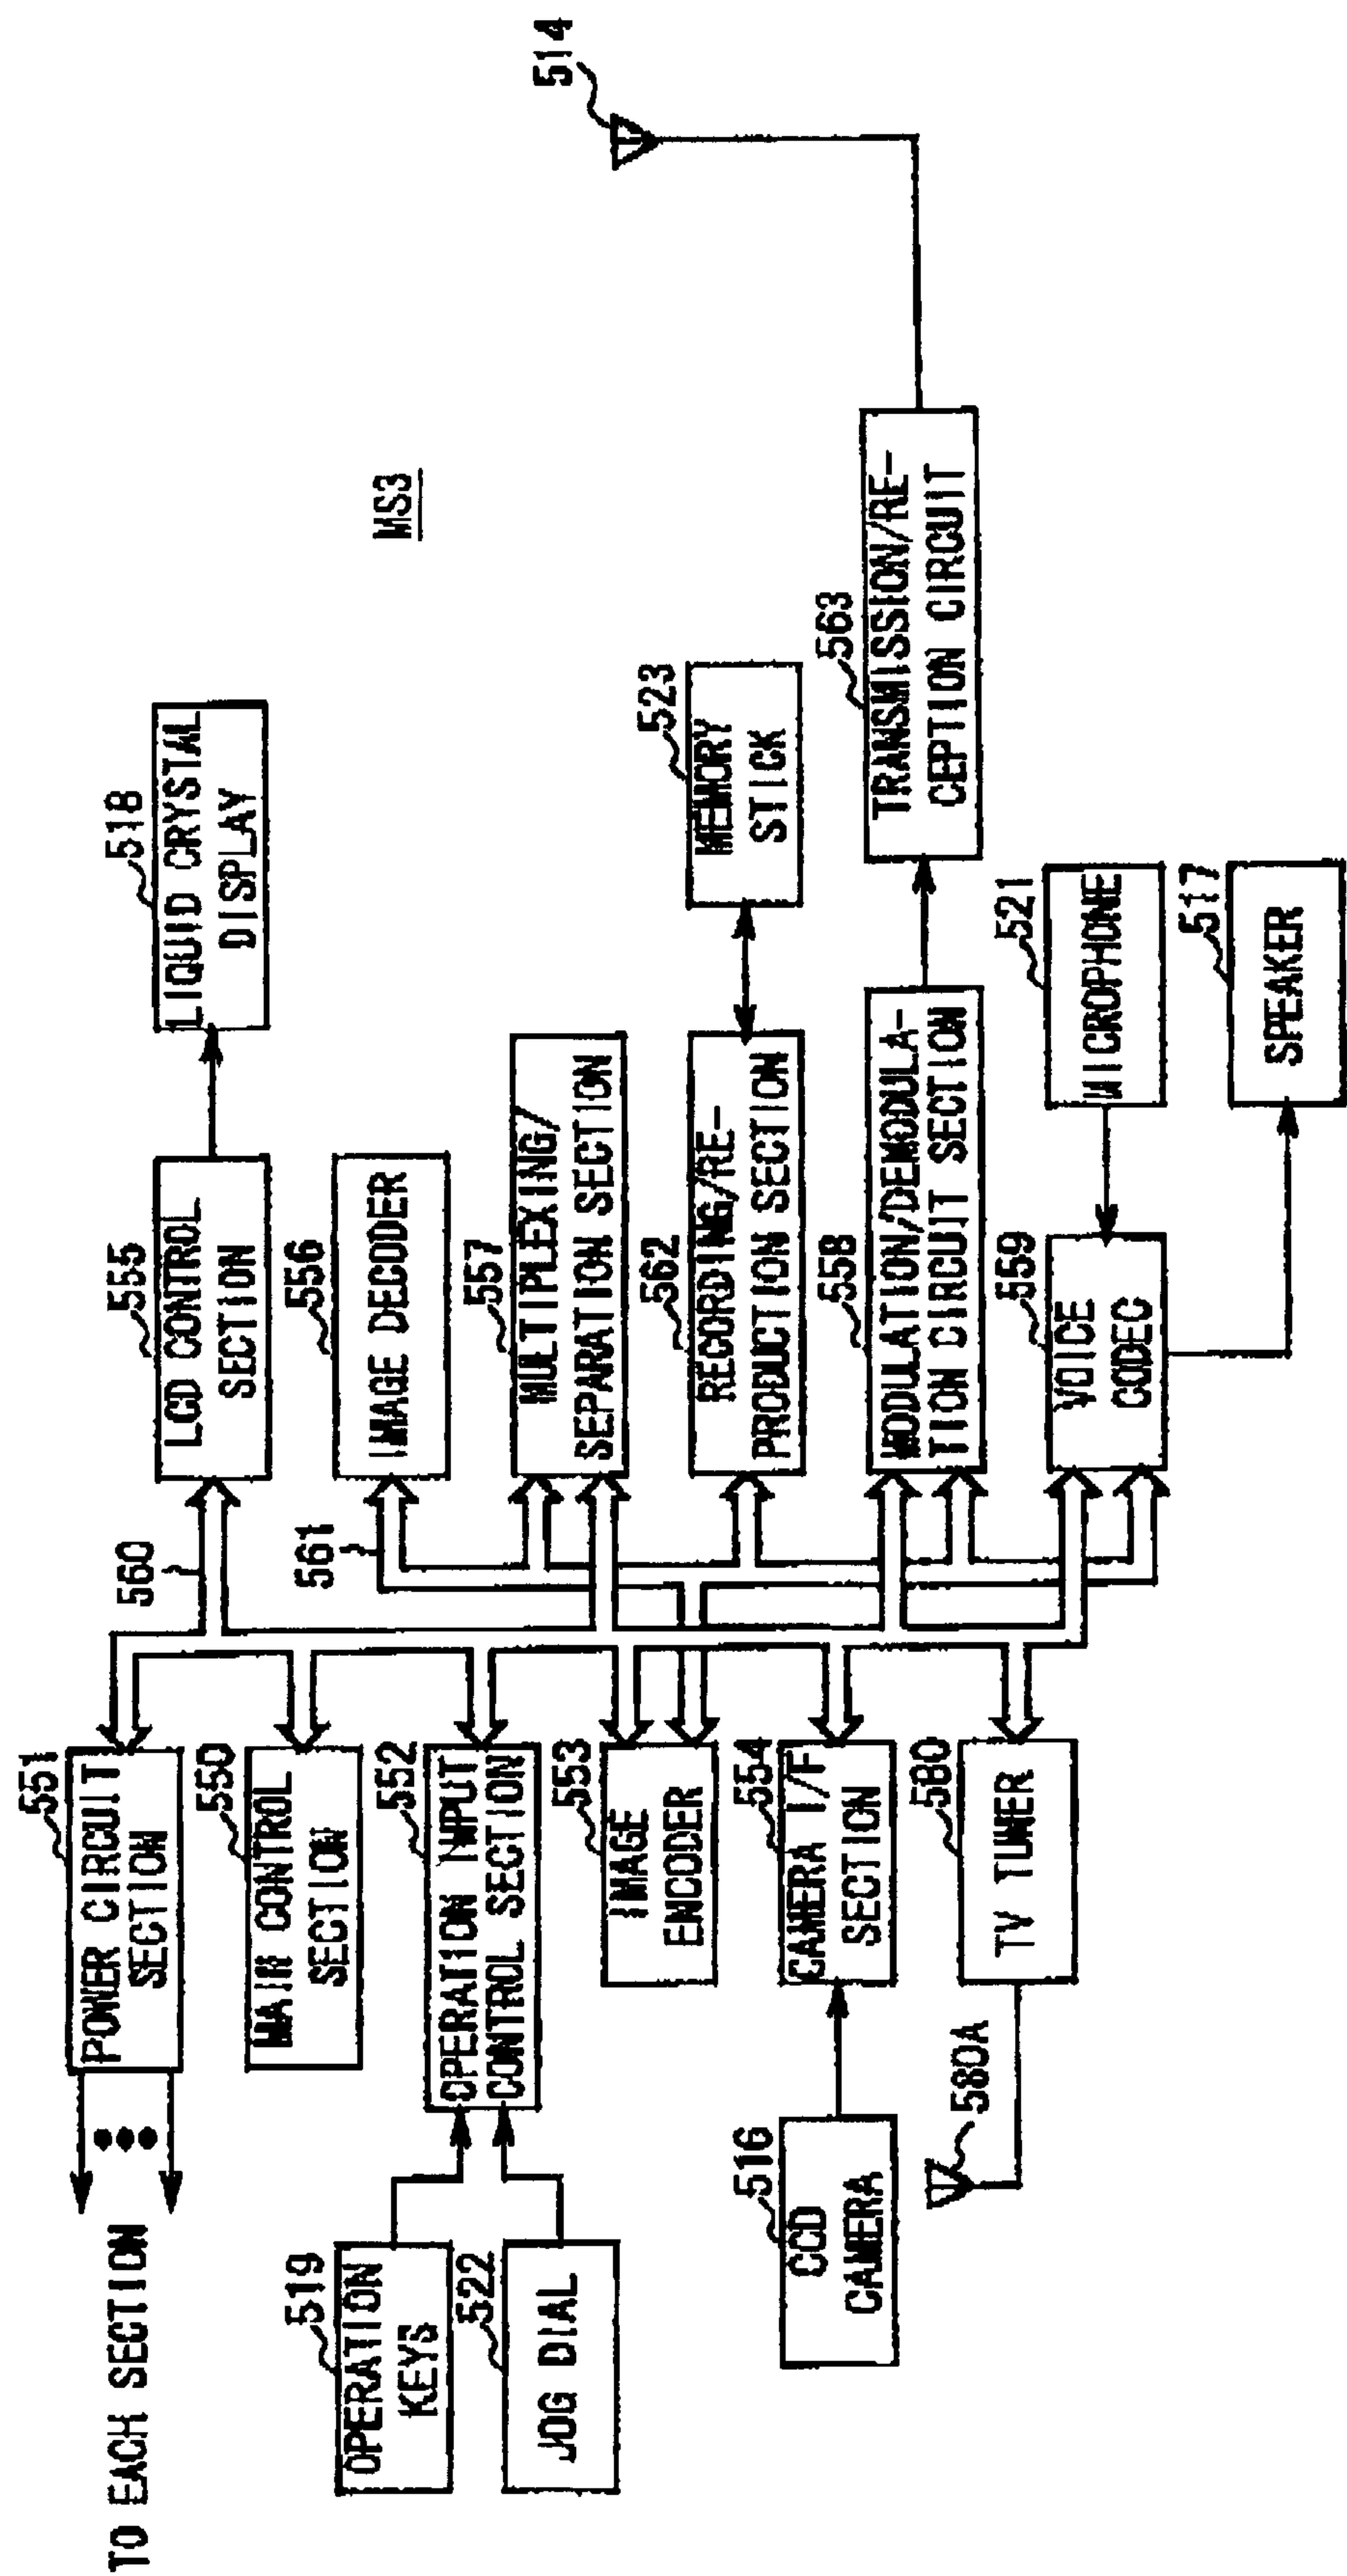 MS3
TO EACH SECTION
551
POWER CIRCUIT
SECTION
550
MAIN CONTROL
SECTION
519
OPERATION
KEYS
522
JOG DIAL
552
OPERATION INPUT
CONTROL SECTION
553
IMAGE
ENCODER
516
CCD
CAMERA
554
CAMERA I/F
SECTION
580A
580
TV TUNER
560
561
555
LCD CONTROL
SECTION
518
LIQUID CRYSTAL
DISPLAY
556
IMAGE DECODER
557
MULTIPLEXING/
SEPARATION SECTION
562
RECORDING/RE-
PRODUCTION SECTION
523
MEMORY
STICK
558
MODULATION/DEMODULA-
TION CIRCUIT SECTION
563
TRANSMISSION/RE-
CEPTION CIRCUIT
514
559
VOICE
CODEC
521
MICROPHONE
517
SPEAKER